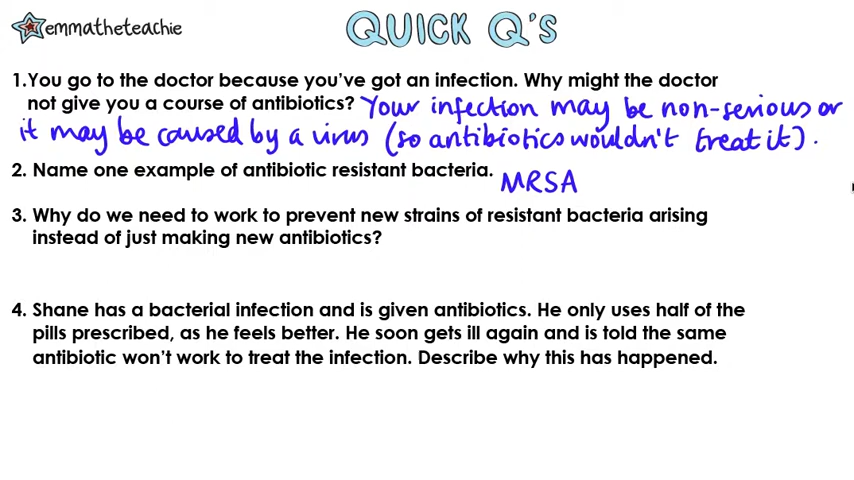 emmatheteachie
QUICK Q'S
1.You go to the doctor because you've got an infection. Why might the doctor
not give you a course of antibiotics? Your infection may be non-serious or
it may be caused by a virus (so antibiotics wouldn't treat it).
2. Name one example of antibiotic resistant bacteria. MRSA
3. Why do we need to work to prevent new strains of resistant bacteria arising
instead of just making new antibiotics?
4. Shane has a bacterial infection and is given antibiotics. He only uses half of the
pills prescribed, as he feels better. He soon gets ill again and is told the same
antibiotic won't work to treat the infection. Describe why this has happened.